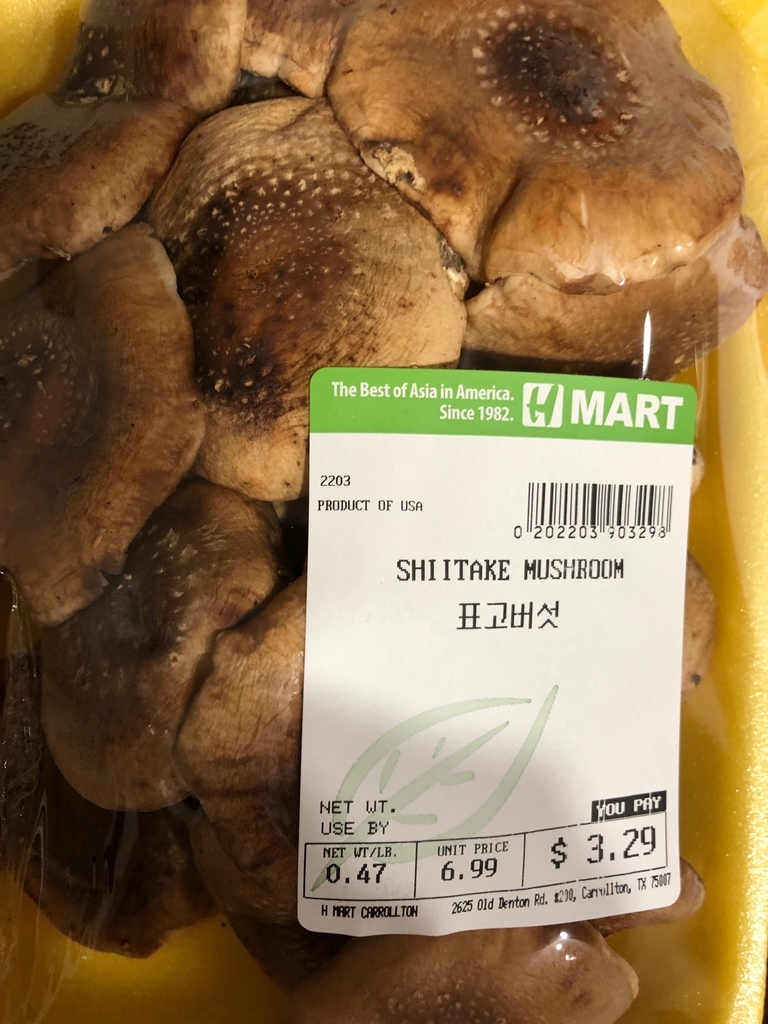 The Best of Asia in America.
Since 1982.
H MART
2203
PRODUCT OF USA
0 202203 903298
SHIITAKE MUSHROOM
표고버섯
NET WT.
USE BY
YOU PAY
NET WT/LB.
0.47
UNIT PRICE
6.99
$ 3.29
H MART CARROLLTON
2625 Old Denton Rd. #200, Carrollton, TX 75007